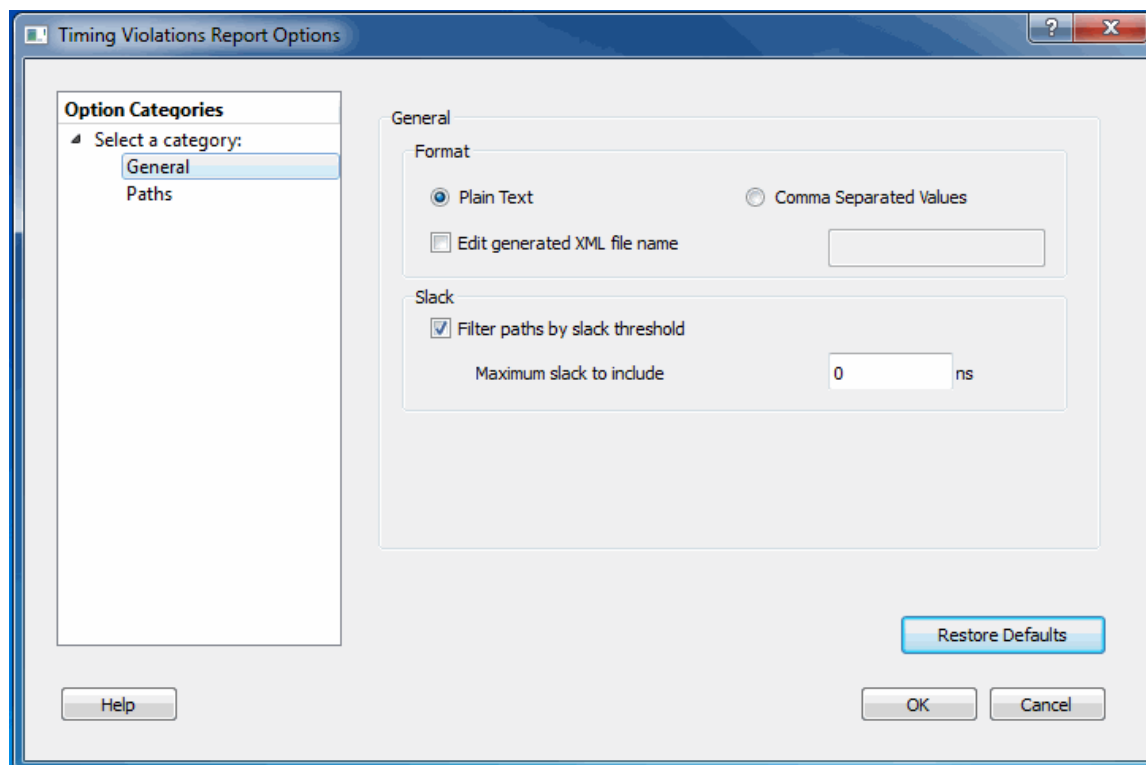 Timing Violations Report Options
?
X
Option Categories
Select a category:
General
Paths
General
Format
Plain Text
Comma Separated Values
Edit generated XML file name
Slack
Filter paths by slack threshold
Maximum slack to include 0 ns
Restore Defaults
Help
OK
Cancel